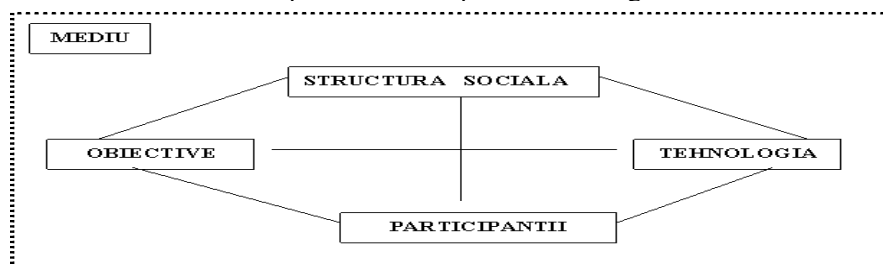 MEDIU
STRUCTURA SOCIALA
OBIECTIVE
TEHNOLOGIA
PARTICIPANTII